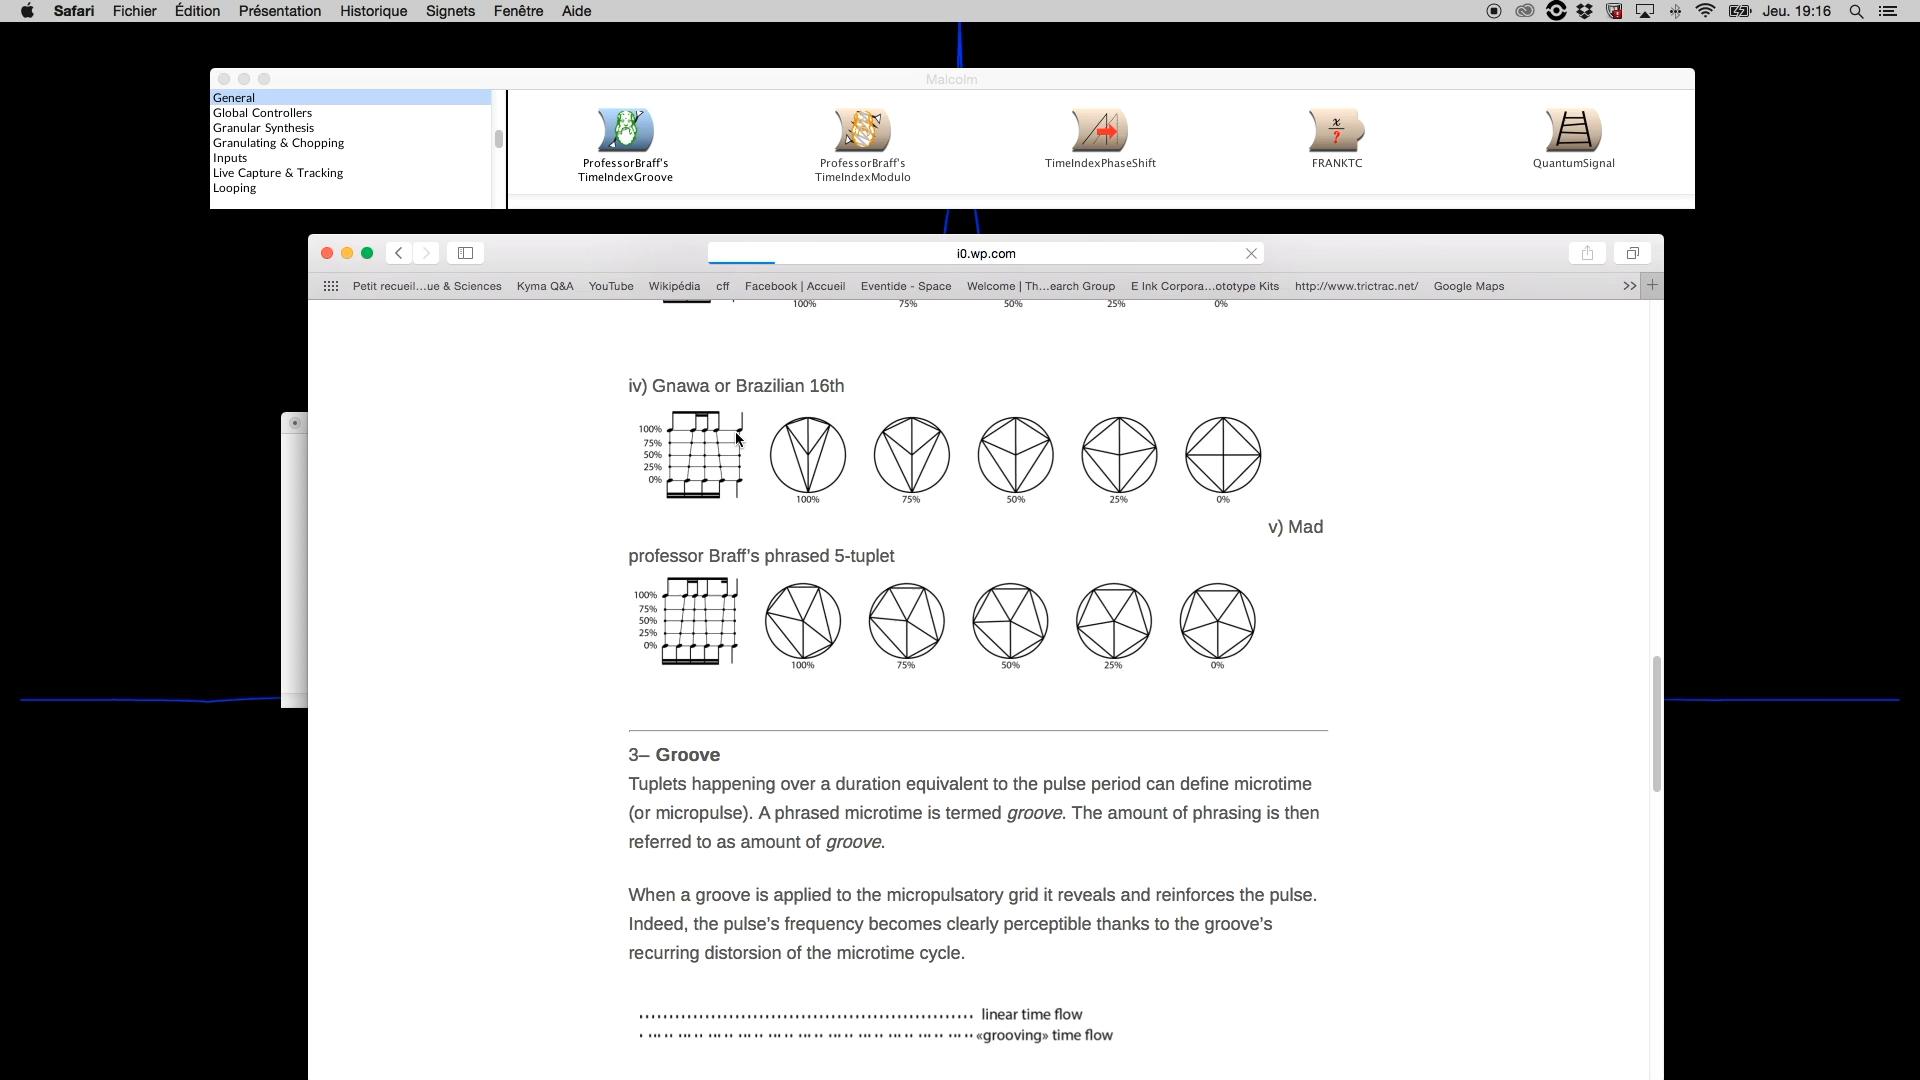 Safari Fichier Édition Présentation Historique Signets Fenêtre Aide Jeu. 19:16
Malcolm
General
Global Controllers
Granular Synthesis
Granulating & Chopping
Inputs
Live Capture & Tracking
Looping
ProfessorBraff's
TimeIndexGroove
ProfessorBraff's
TimeIndexModulo
TimeIndexPhaseShift
x
?
FRANKTC
QuantumSignal
i0.wp.com
Petit recueil...ue & Sciences Kyma Q&A YouTube Wikipédia cff Facebook | Accueil Eventide - Space Welcome | Th...earch Group E Ink Corpora...ototype Kits http://www.trictrac.net/ Google Maps >> +
100% 75% 50% 25% 0%
iv) Gnawa or Brazilian 16th
100%
75%
50%
25%
0%
100% 75% 50% 25% 0%
v) Mad
professor Braff's phrased 5-tuplet
100%
75%
50%
25%
0%
100% 75% 50% 25% 0%
3– Groove
Tuplets happening over a duration equivalent to the pulse period can define microtime
(or micropulse). A phrased microtime is termed groove. The amount of phrasing is then
referred to as amount of groove.
When a groove is applied to the micropulsatory grid it reveals and reinforces the pulse.
Indeed, the pulse's frequency becomes clearly perceptible thanks to the groove's
recurring distorsion of the microtime cycle.
linear time flow
«grooving» time flow